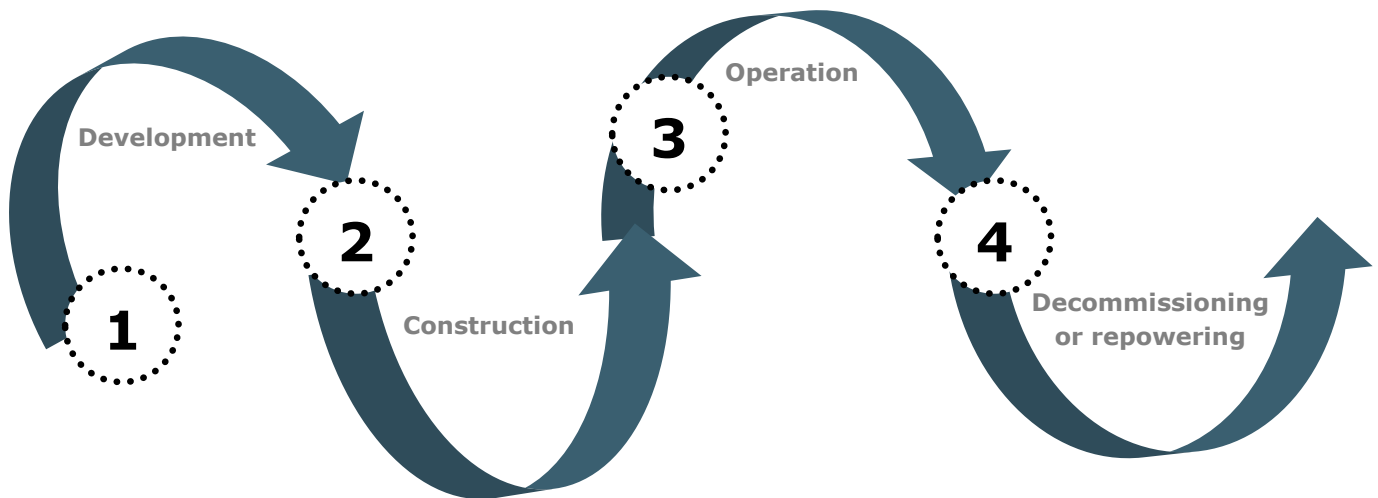 1
Development
2
Construction
3
Operation
4
Decommissioning
or repowering